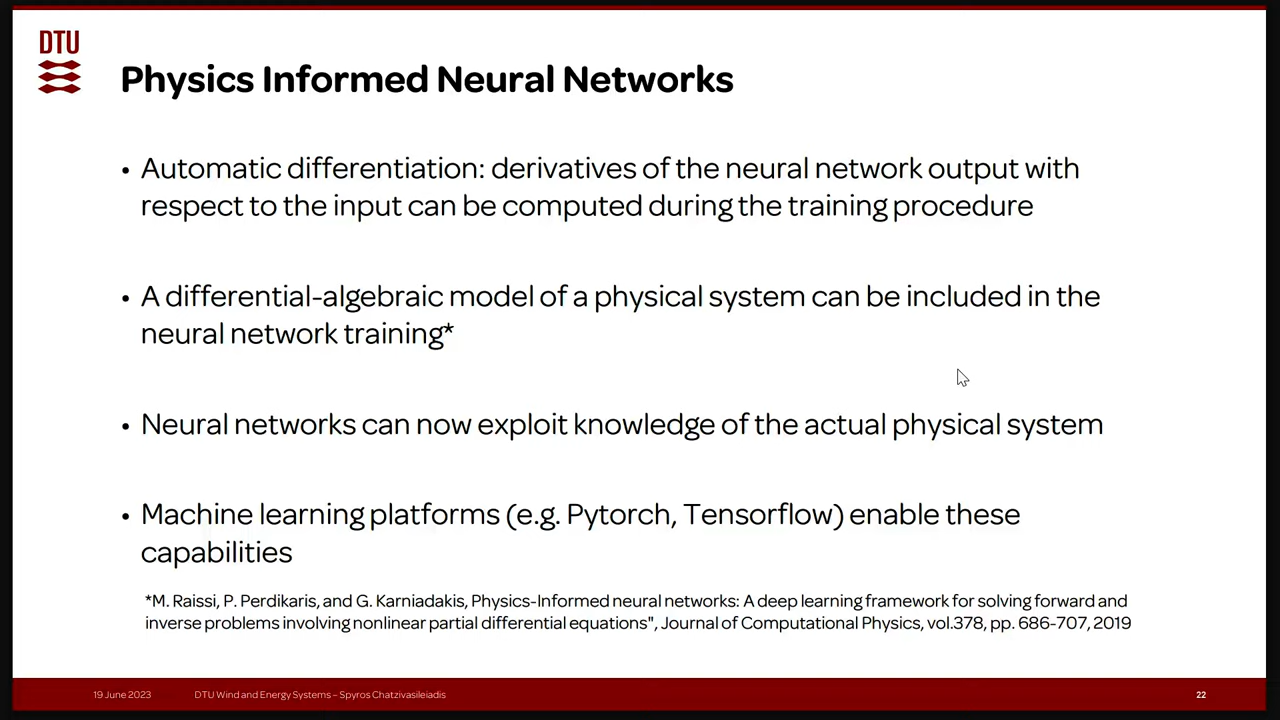 DTU
Physics Informed Neural Networks
• Automatic differentiation: derivatives of the neural network output with
respect to the input can be computed during the training procedure
• A differential-algebraic model of a physical system can be included in the
neural network training*
• Neural networks can now exploit knowledge of the actual physical system
• Machine learning platforms (e.g. Pytorch, Tensorflow) enable these
capabilities
*M. Raissi, P. Perdikaris, and G. Karniadakis, Physics-Informed neural networks: A deep learning framework for solving forward and
inverse problems involving nonlinear partial differential equations", Journal of Computational Physics, vol.378, pp. 686-707, 2019
19 June 2023 DTU Wind and Energy Systems – Spyros Chatzivasileiadis 22